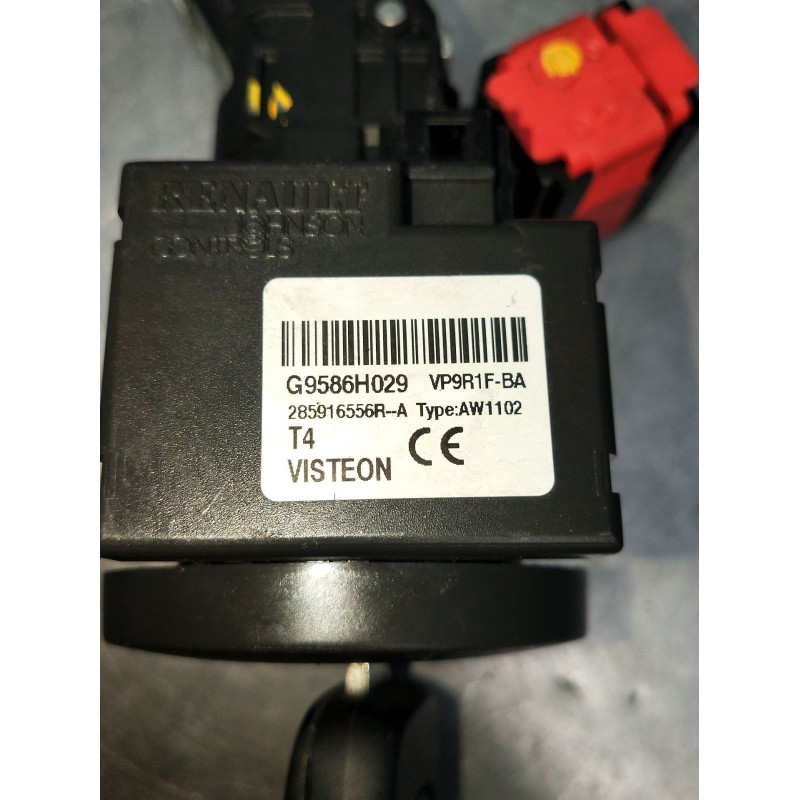 RENAULT
JOHNSON
CONTROLS
G9586H029 VP9R1F-BA
285916556R--A Type:AW1102
T4
VISTEON CE